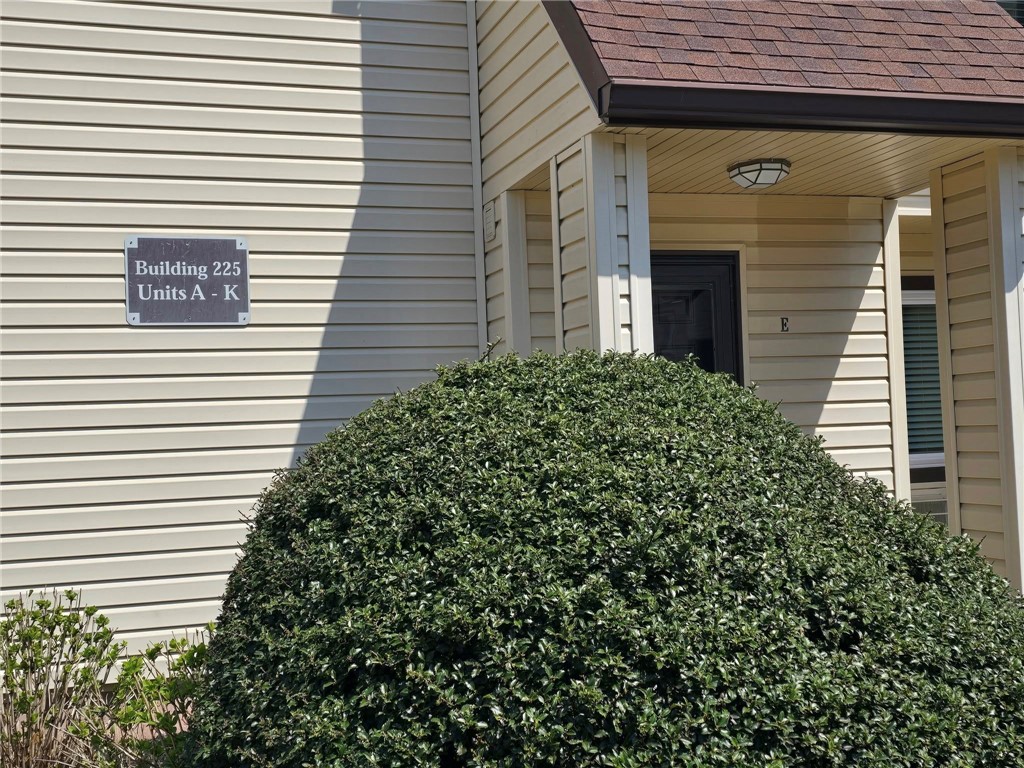 Building 225
Units A - K
E